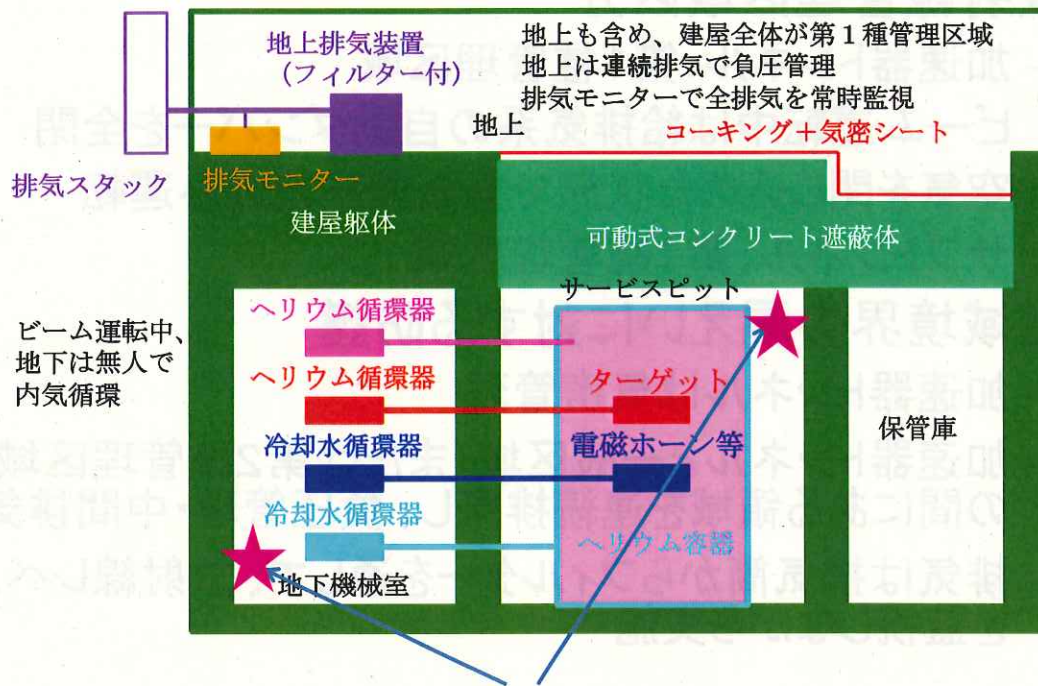 地上排気装置
（フィルター付）
地上も含め、建屋全体が第１種管理区域
地上は連続排気で負圧管理
排気モニターで全排気を常時監視
地上
コーキング＋気密シート
排気スタック
排気モニター
建屋躯体
可動式コンクリート遮蔽体
サービスピット
ビーム運転中、
地下は無人で
内気循環
ヘリウム循環器
ヘリウム循環器
ターゲット
冷却水循環器
電磁ホーン等
冷却水循環器
ヘリウム容器
地下機械室
保管庫